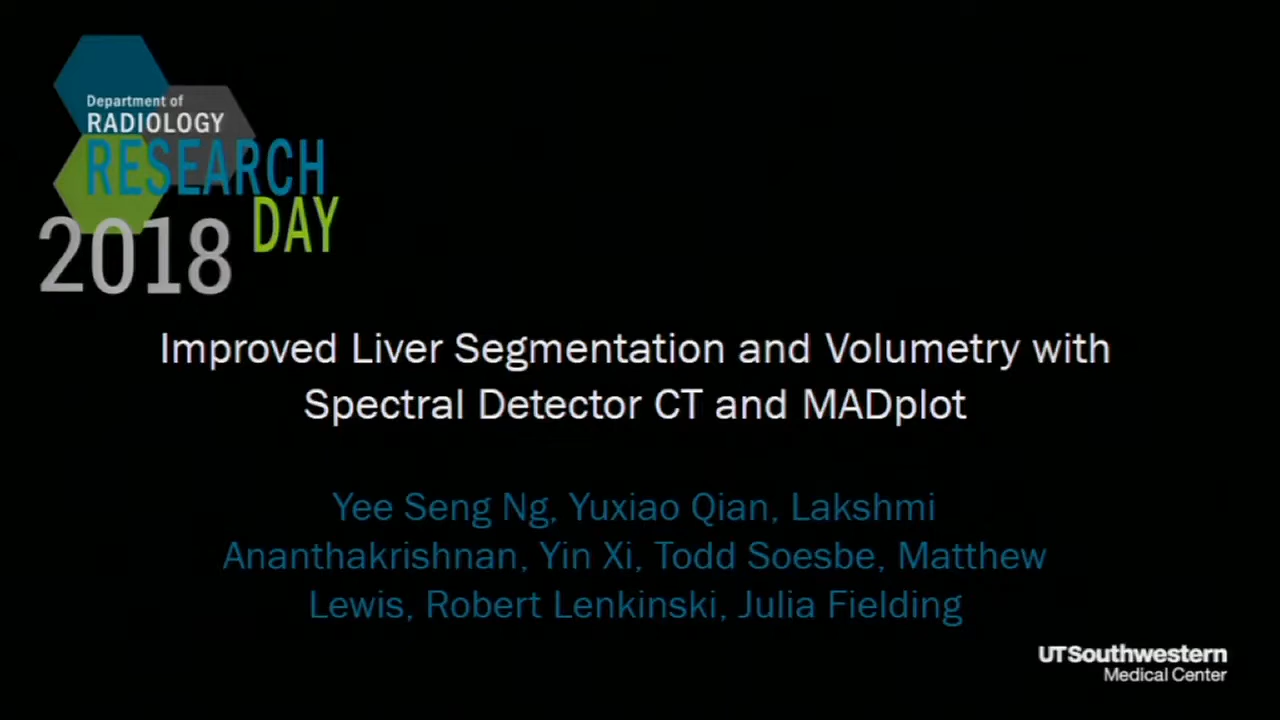 Department of
RADIOLOGY
RESEARCH
DAY
2018
Improved Liver Segmentation and Volumetry with
Spectral Detector CT and MADplot
Yee Seng Ng, Yuxiao Qian, Lakshmi
Ananthakrishnan, Yin Xi, Todd Soesbe, Matthew
Lewis, Robert Lenkinski, Julia Fielding
UTSouthwestern
Medical Center